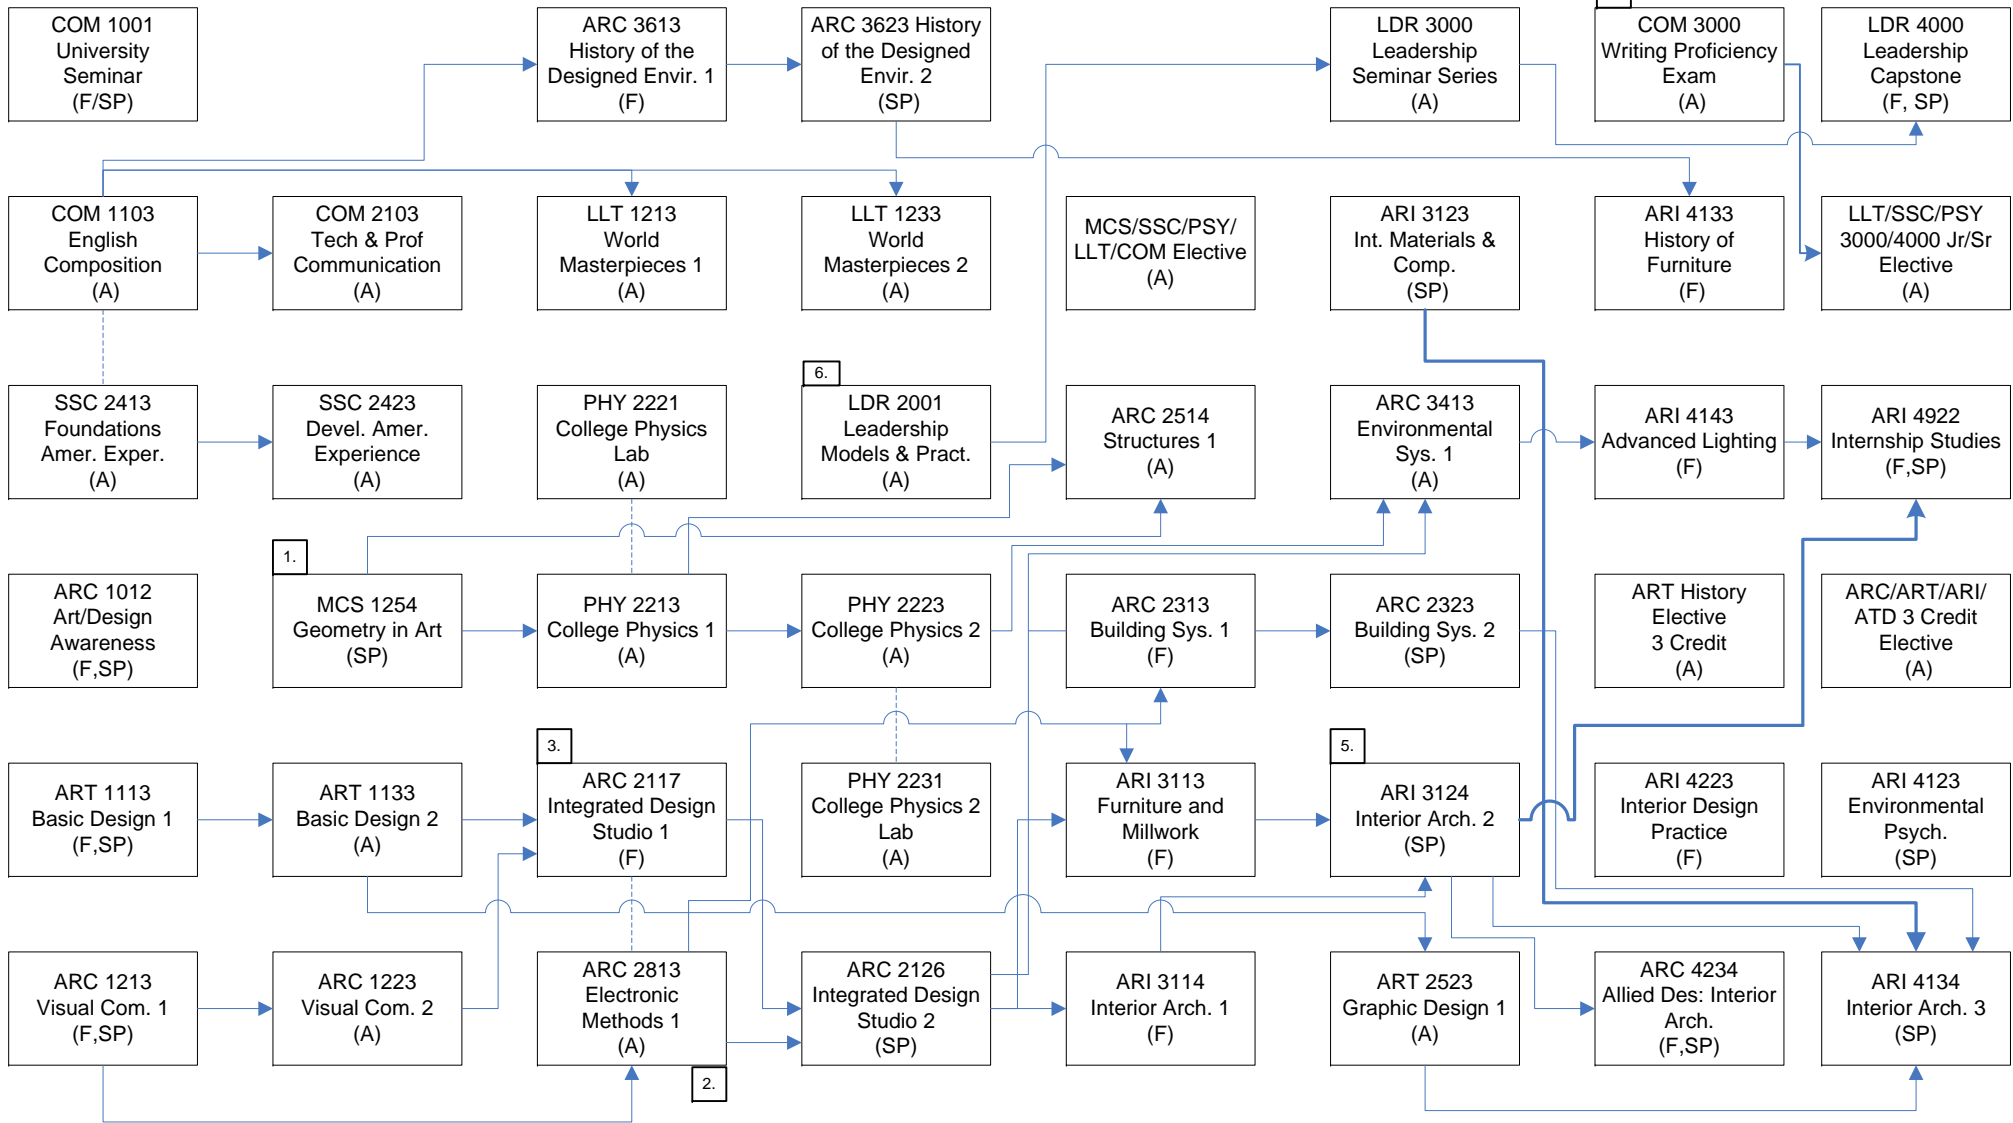 COM 1001
University
Seminar
(F/SP)
ARC 3613
History of the
Designed Envir. 1
(F)
ARC 3623 History
of the Designed
Envir. 2
(SP)
LDR 3000
Leadership
Seminar Series
(A)
COM 3000
Writing Proficiency
Exam
(A)
LDR 4000
Leadership
Capstone
(F, SP)
COM 1103
English
Composition
(A)
COM 2103
Tech & Prof
Communication
(A)
LLT 1213
World
Masterpieces 1
(A)
LLT 1233
World
Masterpieces 2
(A)
MCS/SSC/PSY/
LLT/COM Elective
(A)
ARI 3123
Int. Materials &
Comp.
(SP)
ARI 4133
History of
Furniture
(F)
LLT/SSC/PSY
3000/4000 Jr/Sr
Elective
(A)
SSC 2413
Foundations
Amer. Exper.
(A)
SSC 2423
Devel. Amer.
Experience
(A)
PHY 2221
College Physics
Lab
(A)
6.
LDR 2001
Leadership
Models & Pract.
(A)
ARC 2514
Structures 1
(A)
ARC 3413
Environmental
Sys. 1
(A)
ARI 4143
Advanced Lighting
(F)
ARI 4922
Internship Studies
(F,SP)
ARC 1012
Art/Design
Awareness
(F,SP)
1.
MCS 1254
Geometry in Art
(SP)
PHY 2213
College Physics 1
(A)
PHY 2223
College Physics 2
(A)
ARC 2313
Building Sys. 1
(F)
ARC 2323
Building Sys. 2
(SP)
ART History
Elective
3 Credit
(A)
ARC/ART/ARI/
ATD 3 Credit
Elective
(A)
ART 1113
Basic Design 1
(F,SP)
ART 1133
Basic Design 2
(A)
3.
ARC 2117
Integrated Design
Studio 1
(F)
PHY 2231
College Physics 2
Lab
(A)
ARI 3113
Furniture and
Millwork
(F)
5.
ARI 3124
Interior Arch. 2
(SP)
ARI 4223
Interior Design
Practice
(F)
ARI 4123
Environmental
Psych.
(SP)
ARC 1213
Visual Com. 1
(F,SP)
ARC 1223
Visual Com. 2
(A)
ARC 2813
Electronic
Methods 1
(A)
2.
ARC 2126
Integrated Design
Studio 2
(SP)
ARI 3114
Interior Arch. 1
(F)
ART 2523
Graphic Design 1
(A)
ARC 4234
Allied Des: Interior
Arch.
(F,SP)
ARI 4134
Interior Arch. 3
(SP)